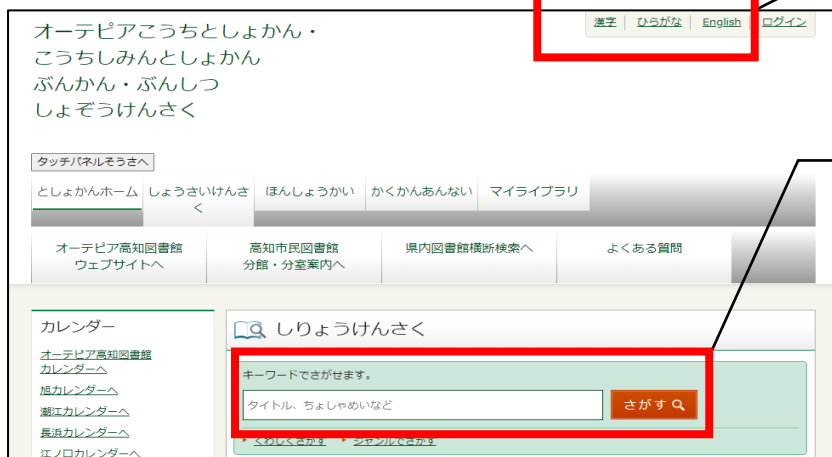 オーテピアこうちとしょかん・
こうちしみんとしょかん
ぶんかん・ぶんしつ
しょぞうけんさく
漢字 ひらがな English ログイン
タッチパネルそうさへ
としょかんホーム しょうさいけんさ
く ほんしょうかい かくかんあんない マイライブラリ
オーテピア高知図書館
ウェブサイトへ
高知市民図書館
分館・分室案内へ
県内図書館横断検索へ
よくある質問
カレンダー
オーテピア高知図書館
カレンダーへ
旭カレンダーへ
潮江カレンダーへ
長浜カレンダーへ
江ノ口カレンダーへ
しりょうけんさく
キーワードでさがせます。
タイトル、ちょしゃめいなど
さがす
くわしくさがす ジャンルでさがす